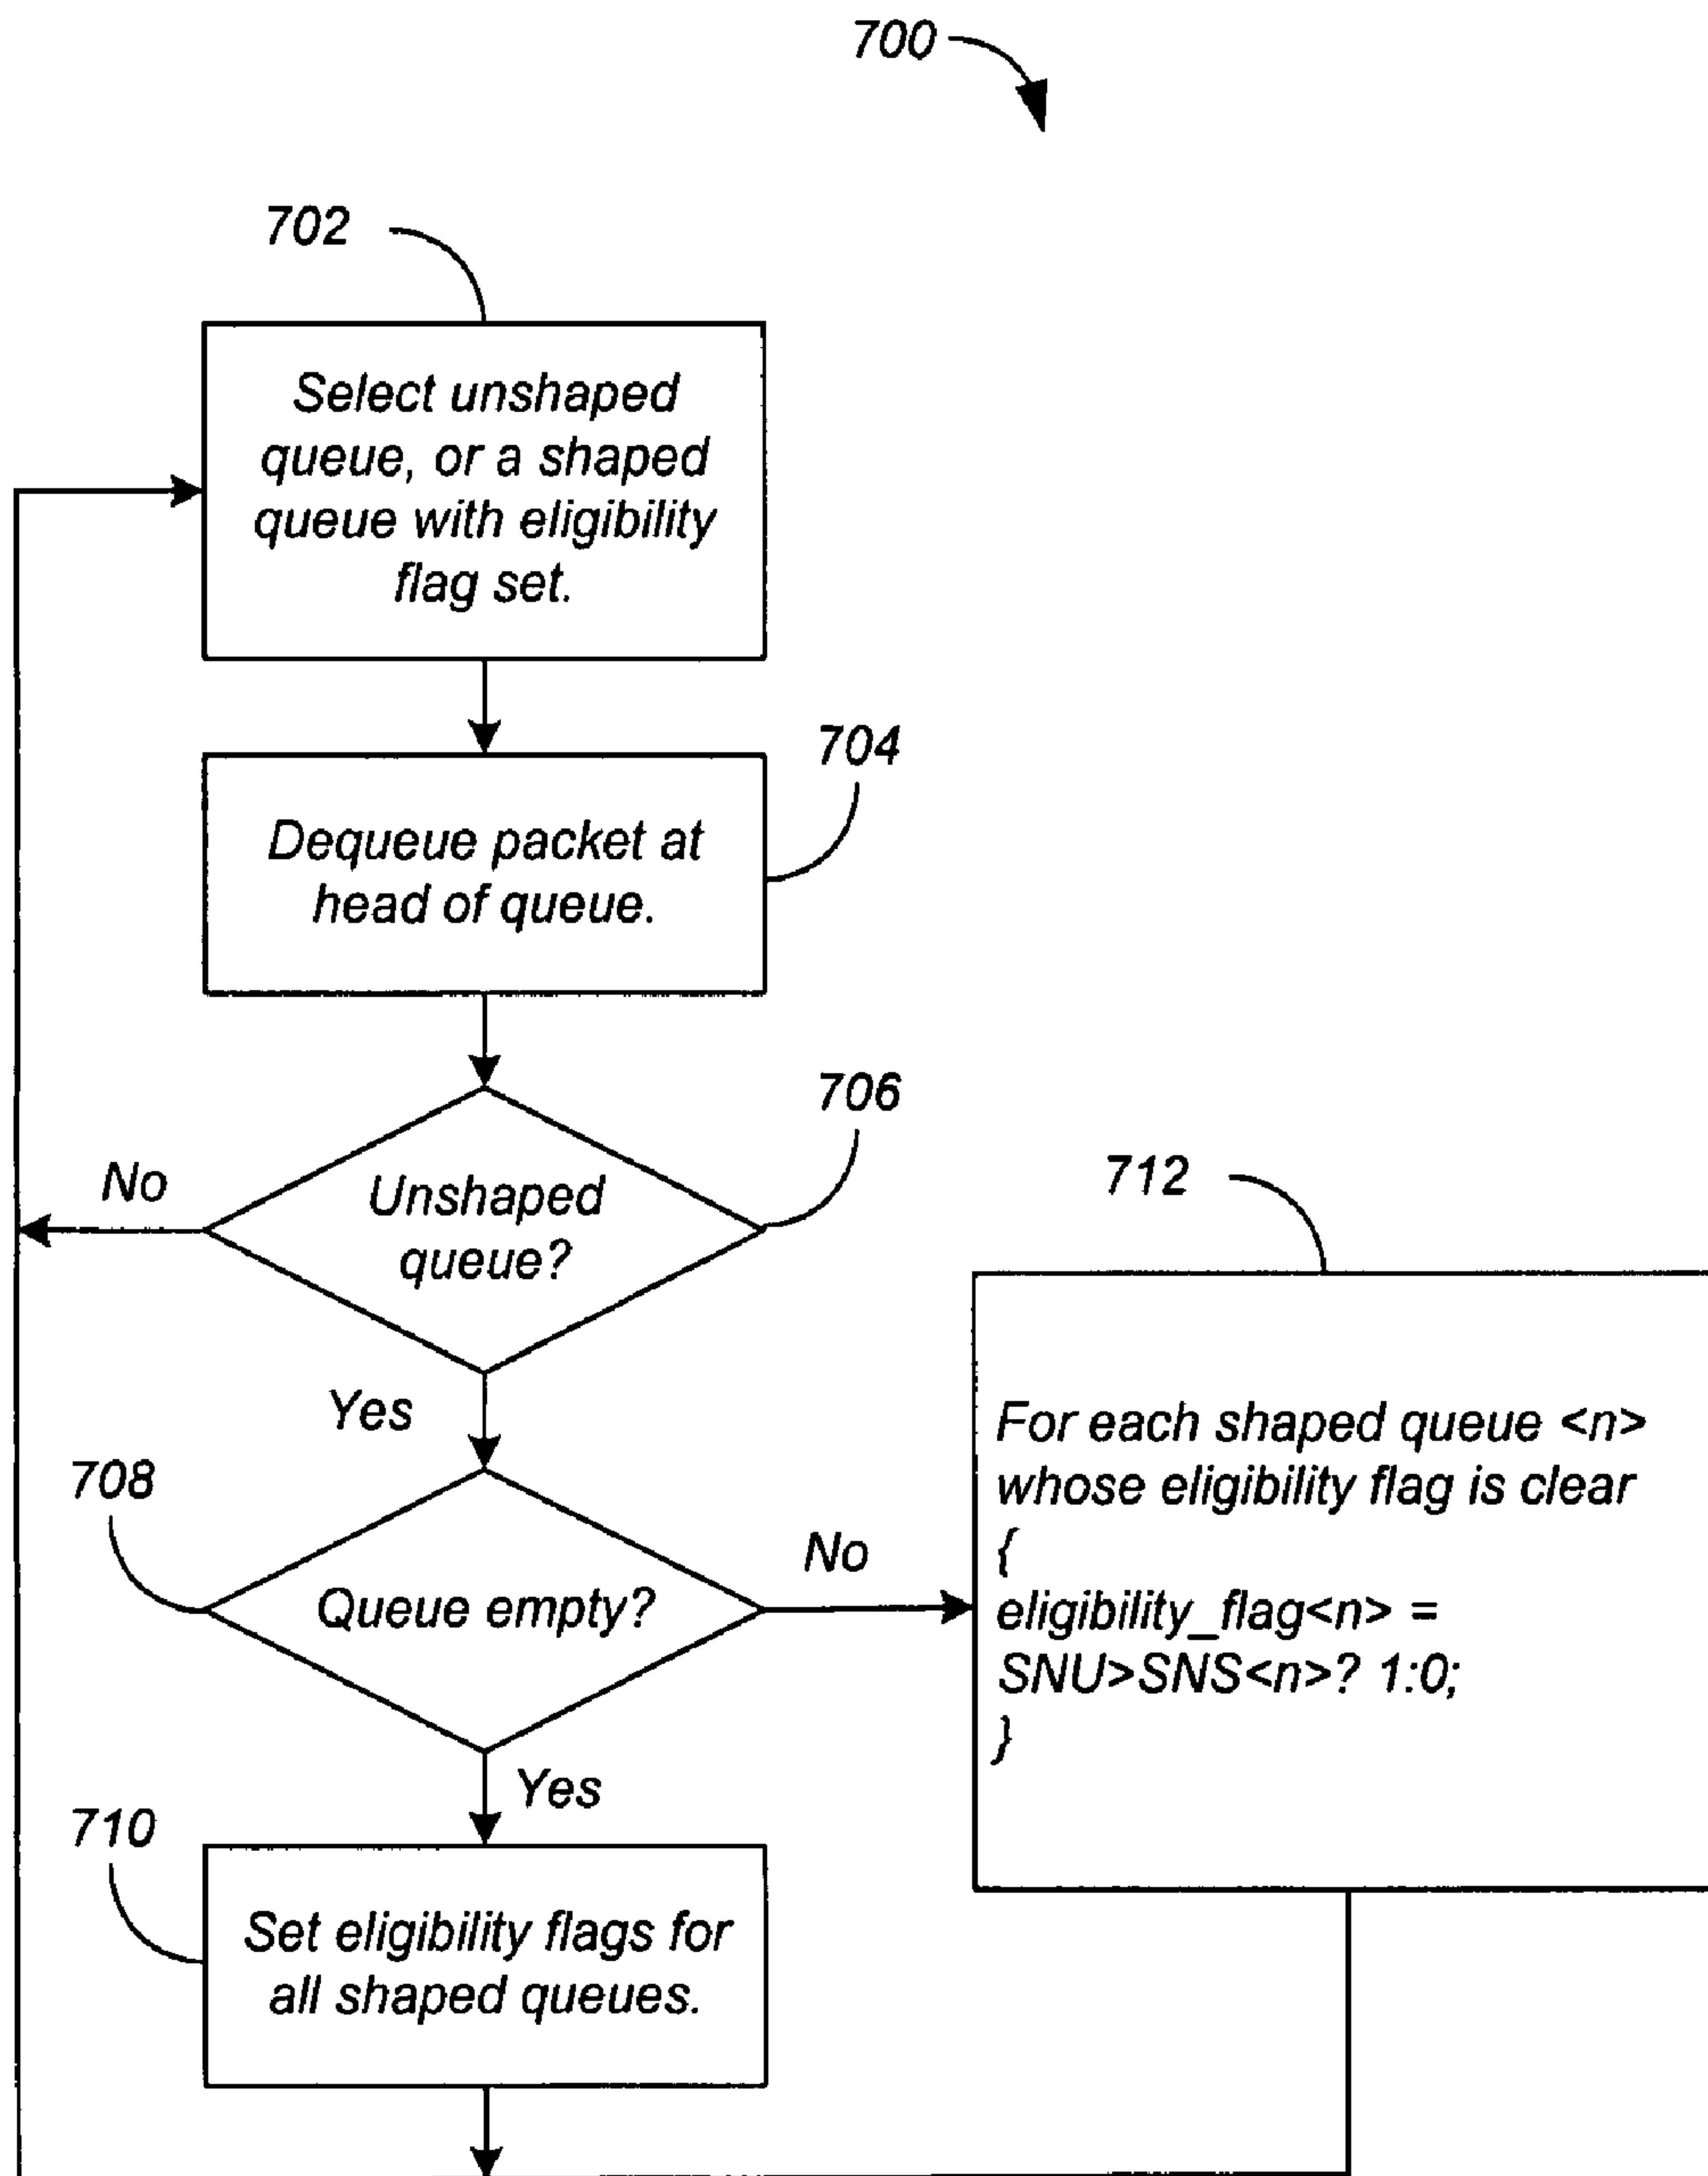 700
702
Select unshaped
queue, or a shaped
queue with eligibility
flag set.
704
Dequeue packet at
head of queue.
706
No
Unshaped
queue?
712
Yes
For each shaped queue <n>
whose eligibility flag is clear
{
eligibility_flag<n> =
SNU>SNS<n>? 1:0;
}
708
No
Queue empty?
Yes
710
Set eligibility flags for
all shaped queues.